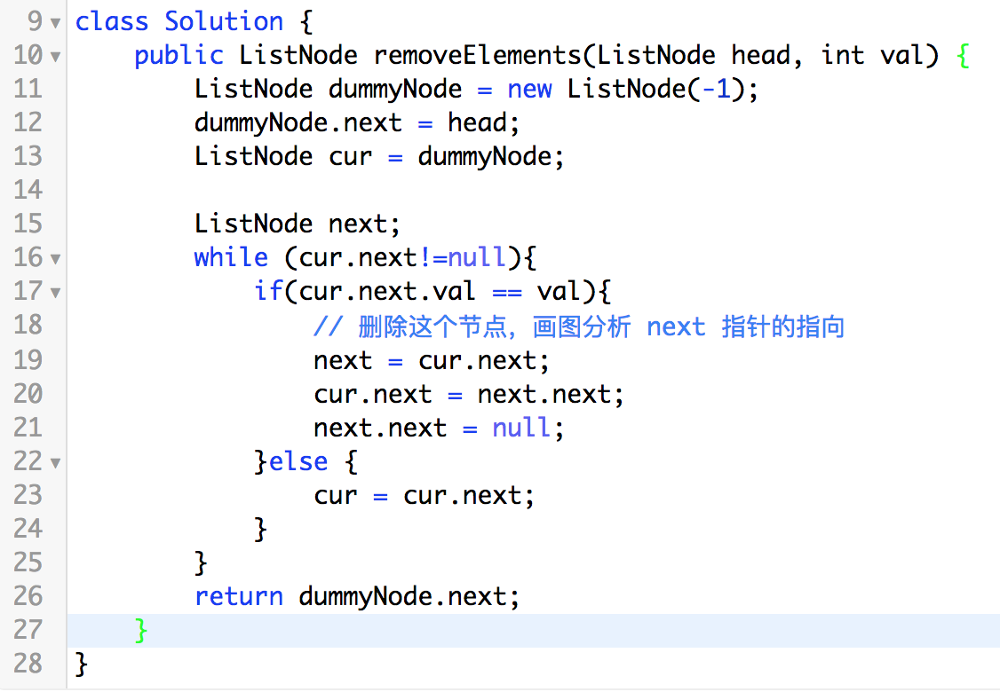 9 class Solution {
10     public ListNode removeElements(ListNode head, int val) {
11         ListNode dummyNode = new ListNode(-1);
12         dummyNode.next = head;
13         ListNode cur = dummyNode;
14
15         ListNode next;
16         while (cur.next!=null){
17             if(cur.next.val == val){
18                 // 删除这个节点，画图分析 next 指针的指向
19                 next = cur.next;
20                 cur.next = next.next;
21                 next.next = null;
22             }else {
23                 cur = cur.next;
24             }
25         }
26         return dummyNode.next;
27     }
28 }